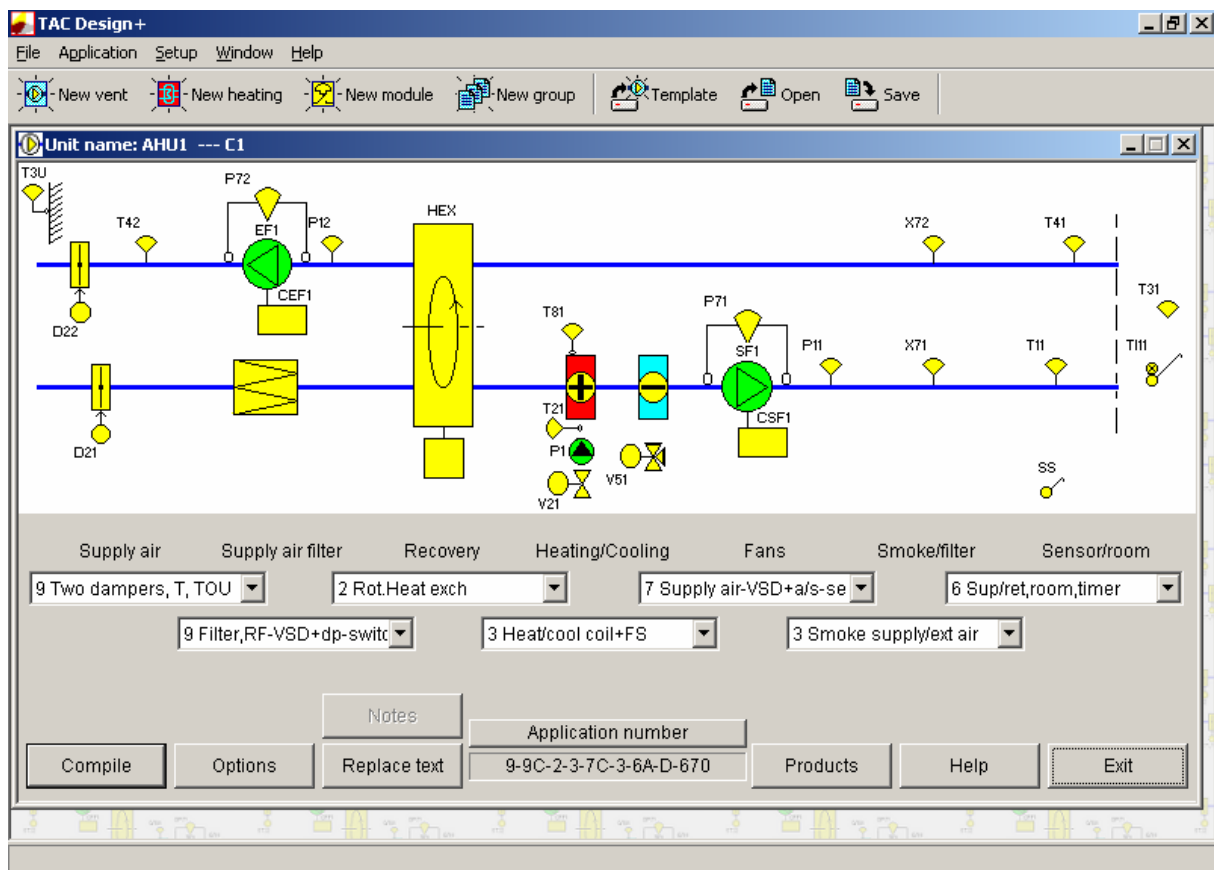 TAC Design+
File Application Setup Window Help
New vent New heating New module New group Template Open Save
Unit name: AHU1 --- C1
T3U
P72
T42
EF1
P12
HEX
X72
T41
CEF1
D22
T31
T81
P71
SF1
P11
X71
T11
TI11
T21
CSF1
D21
P1
V51
V21
SS
Supply air Supply air filter Recovery Heating/Cooling Fans Smoke/filter Sensor/room
9 Two dampers, T, TOU 2 Rot.Heat exch 7 Supply air-VSD+a/s-se 6 Sup/ret,room,timer
9 Filter,RF-VSD+dp-switc 3 Heat/cool coil+FS 3 Smoke supply/ext air
Notes
Application number
Compile Options Replace text 9-9C-2-3-7C-3-6A-D-670 Products Help Exit